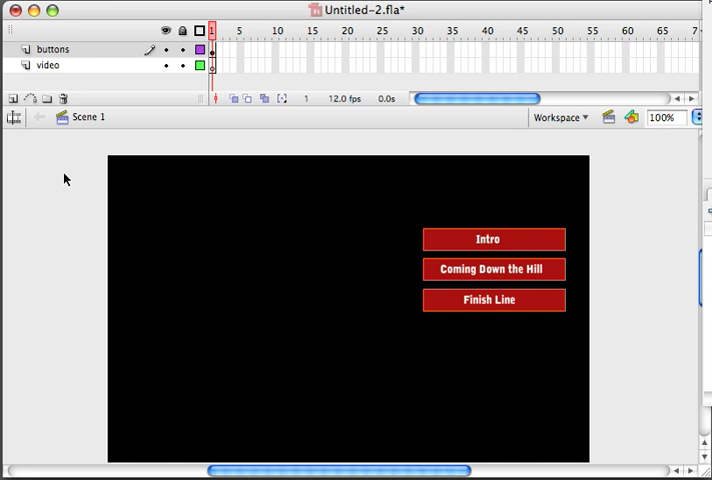 Untitled-2.fla*
1 5 10 15 20 25 30 35 40 45 50 55 60 65 7
buttons
video
1 12.0 fps 0.0s
Scene 1 Workspace 100%
Intro
Coming Down the Hill
Finish Line